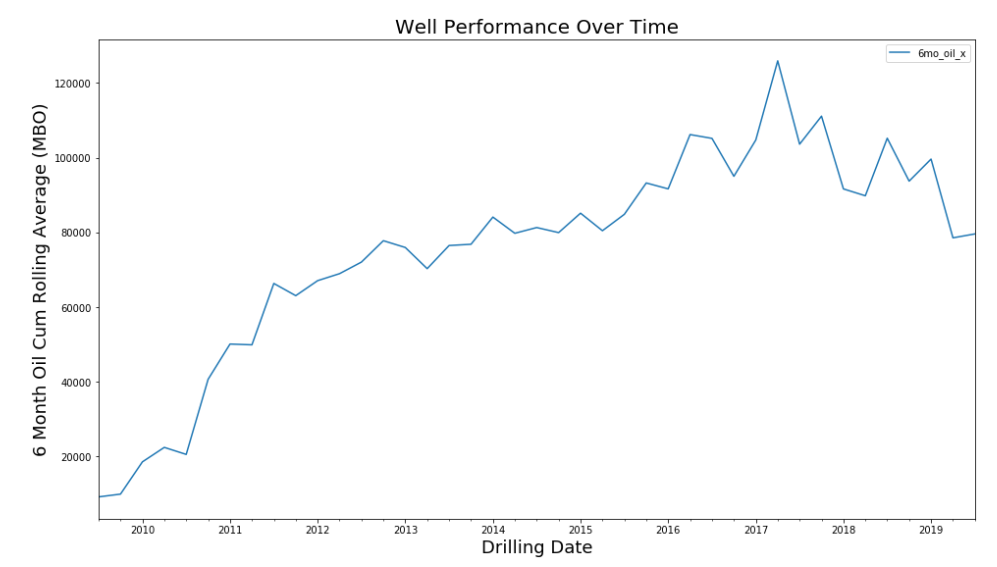 Well Performance Over Time
6mo_oil_x
6 Month Oil Cum Rolling Average (MBO)
120000
100000
80000
60000
40000
20000
2010 2011 2012 2013 2014 2015 2016 2017 2018 2019
Drilling Date